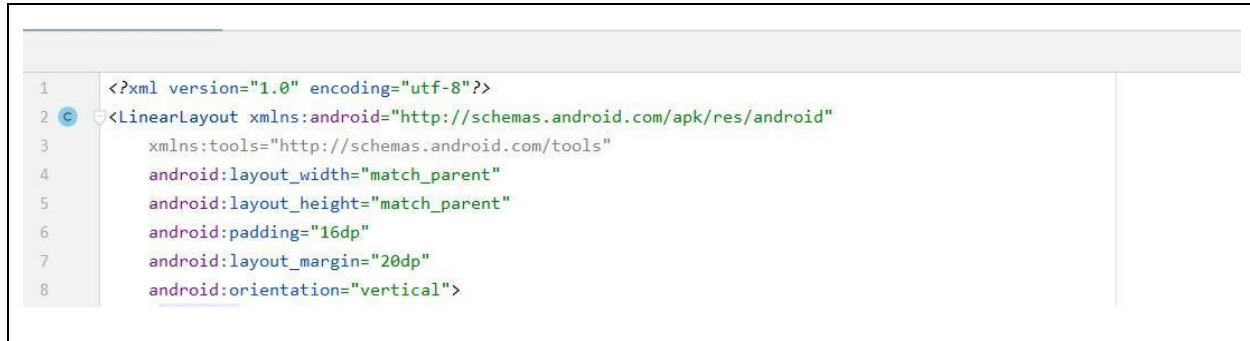 1 <?xml version="1.0" encoding="utf-8"?>
2 C <LinearLayout xmlns:android="http://schemas.android.com/apk/res/android"
3 xmlns:tools="http://schemas.android.com/tools"
4 android:layout_width="match_parent"
5 android:layout_height="match_parent"
6 android:padding="16dp"
7 android:layout_margin="20dp"
8 android:orientation="vertical">